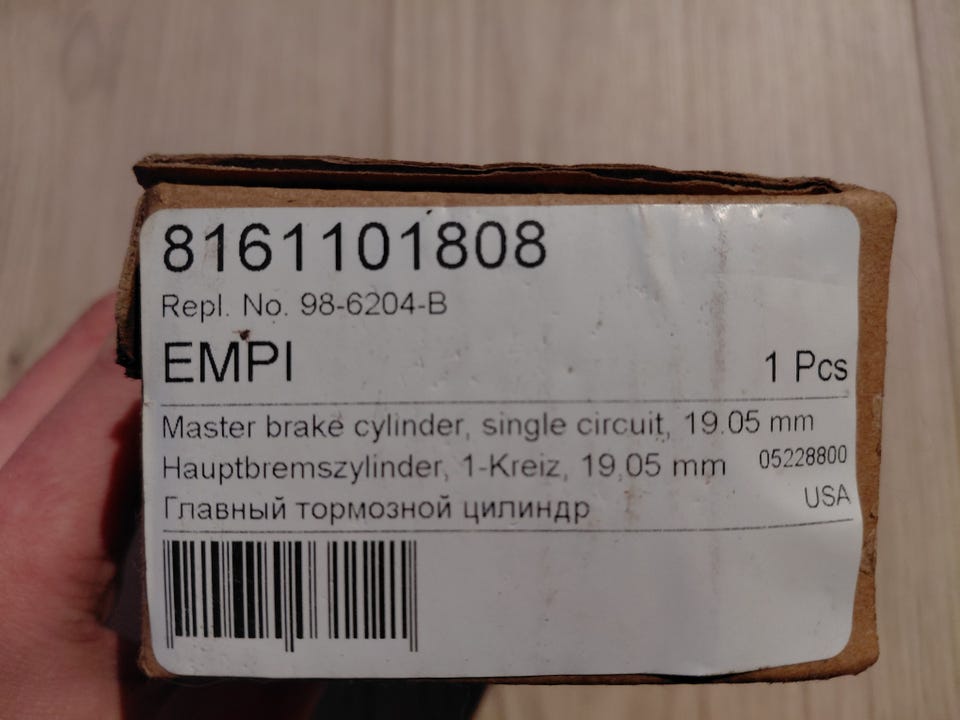 8161101808
Repl. No. 98-6204-B
EMPI
1 Pcs
Master brake cylinder, single circuit, 19.05 mm
Hauptbremszylinder, 1-Kreiz, 19,05 mm
05228800
Главный тормозной цилиндр
USA